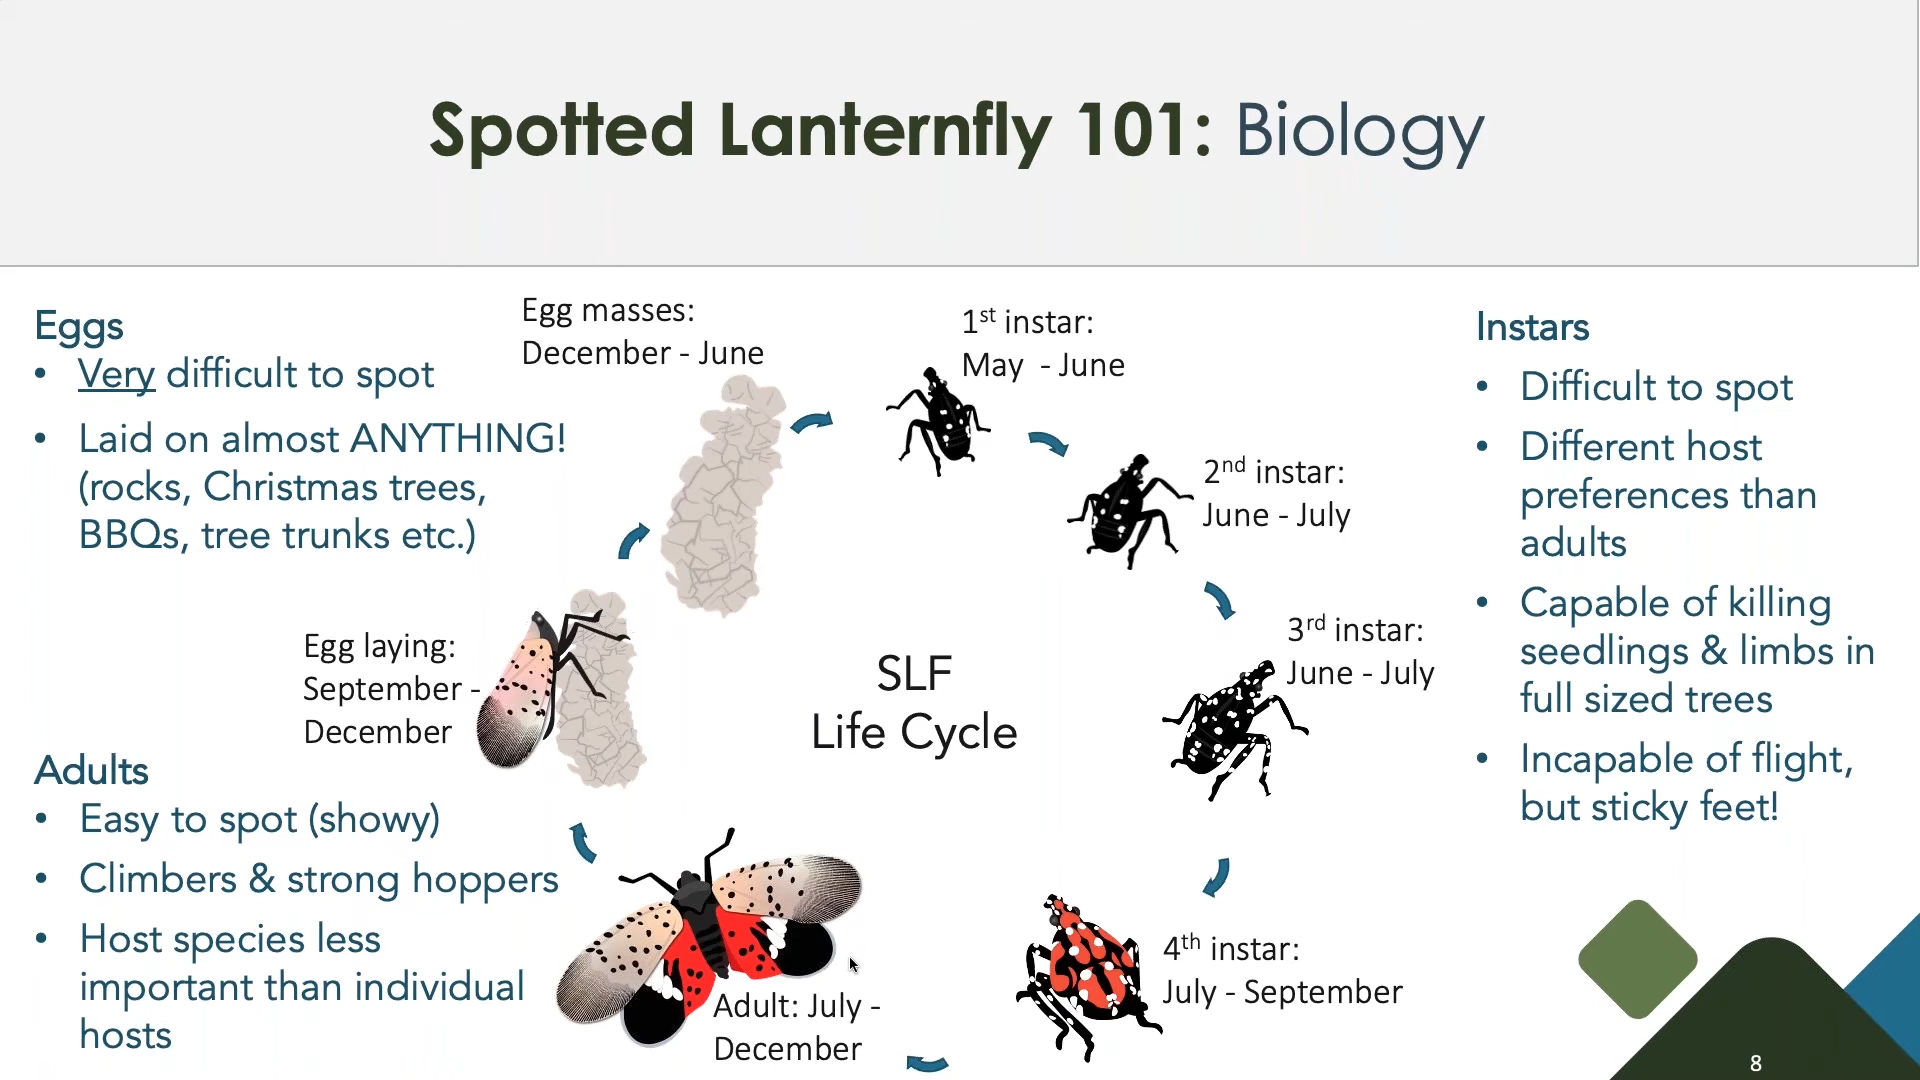 Spotted Lanternfly 101: Biology
Eggs
• Very difficult to spot
• Laid on almost ANYTHING!
(rocks, Christmas trees,
BBQs, tree trunks etc.)
Egg masses:
December - June
1st instar:
May - June
2nd instar:
June - July
3rd instar:
June - July
4th instar:
July - September
Adult: July -
December
Egg laying:
September -
December
SLF
Life Cycle
Adults
• Easy to spot (showy)
• Climbers & strong hoppers
• Host species less
important than individual
hosts
Instars
• Difficult to spot
• Different host
preferences than
adults
• Capable of killing
seedlings & limbs in
full sized trees
• Incapable of flight,
but sticky feet!
8